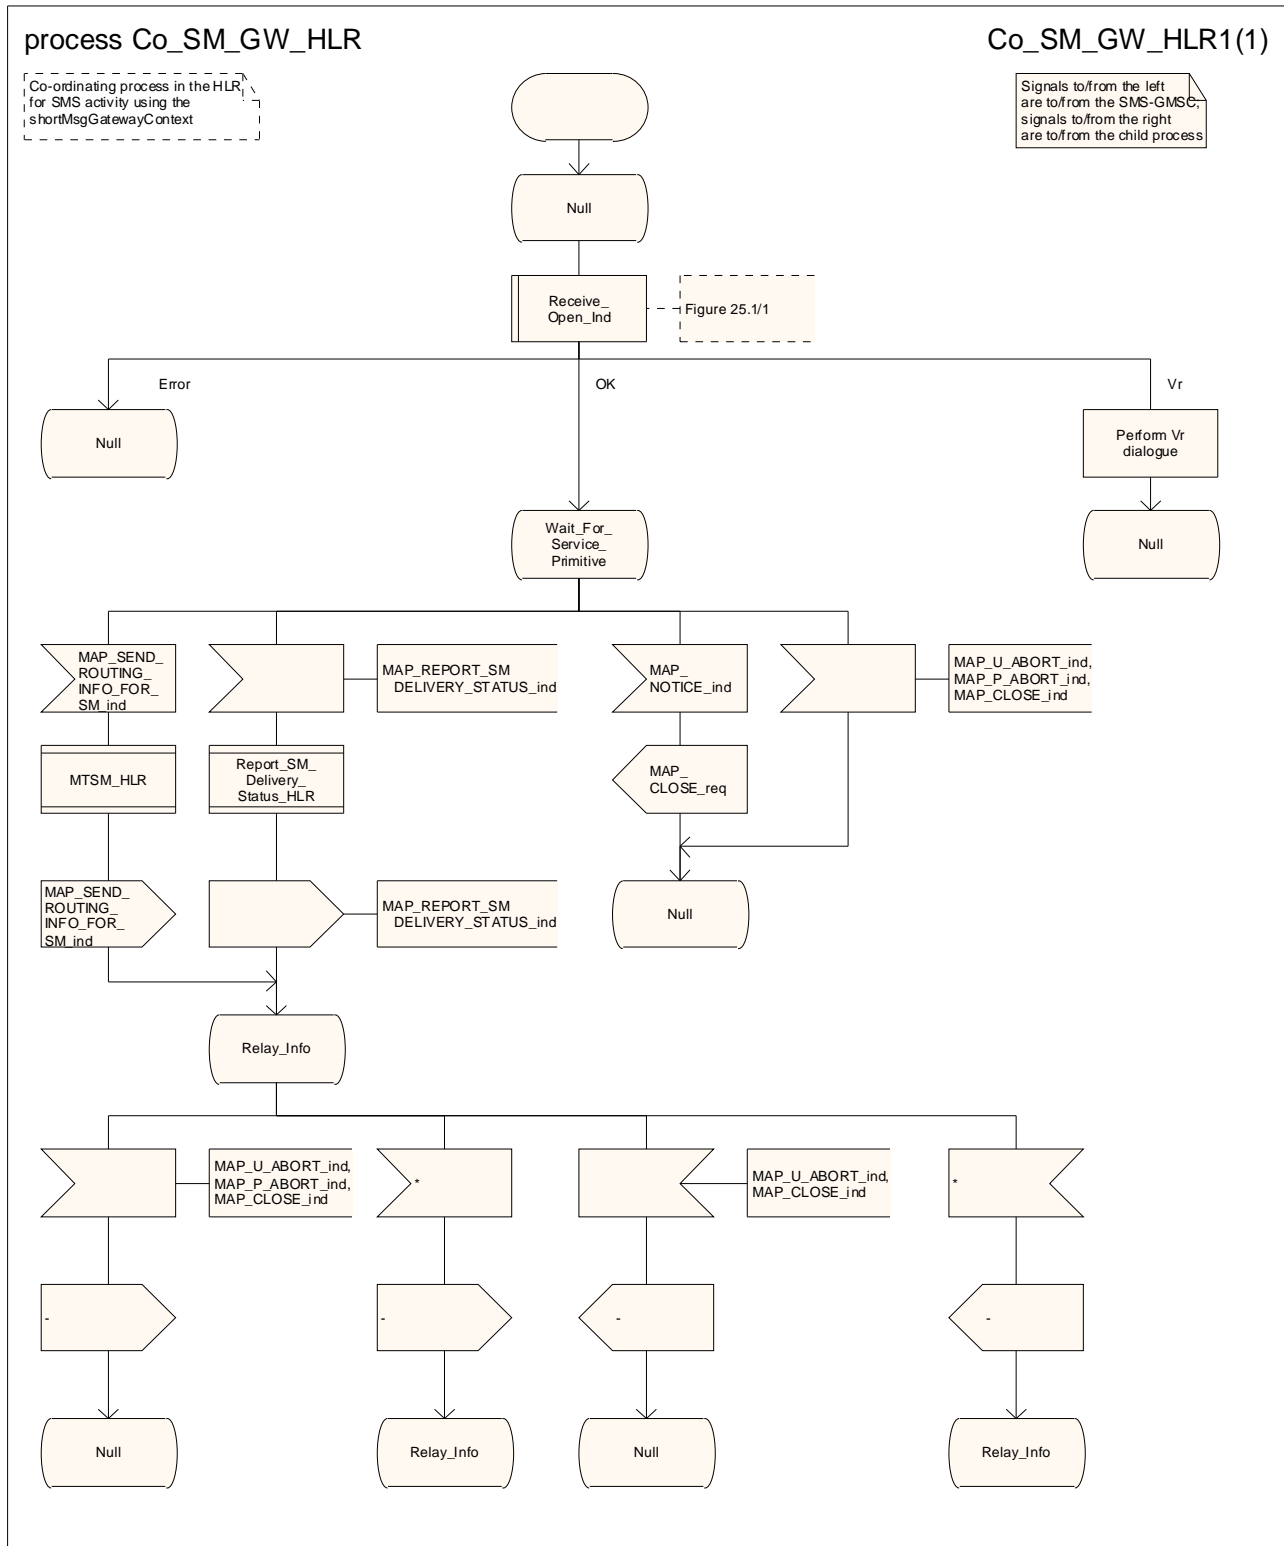 process Co_SM_GW_HLR
Co_SM_GW_HLR1(1)
Co-ordinating process in the HLR
for SMS activity using the
shortMsgGatewayContext
Signals to/from the left
are to/from the SMS-GMSC;
signals to/from the right
are to/from the child process
Null
Receive_
Open_Ind
Figure 25.1/1
Error
OK
Vr
Null
Perform Vr
dialogue
Wait_For_
Service_
Primitive
Null
MAP_SEND_
ROUTING_
INFO_FOR_
SM_ind
MAP_REPORT_SM
DELIVERY_STATUS_ind
MAP_
NOTICE_ind
MAP_U_ABORT_ind,
MAP_P_ABORT_ind,
MAP_CLOSE_ind
MTSM_HLR
Report_SM_
Delivery_
Status_HLR
MAP_
CLOSE_req
MAP_SEND_
ROUTING_
INFO_FOR_
SM_ind
MAP_REPORT_SM
DELIVERY_STATUS_ind
Null
Relay_Info
MAP_U_ABORT_ind,
MAP_P_ABORT_ind,
MAP_CLOSE_ind
*
MAP_U_ABORT_ind,
MAP_CLOSE_ind
*
-
-
-
-
Null
Relay_Info
Null
Relay_Info